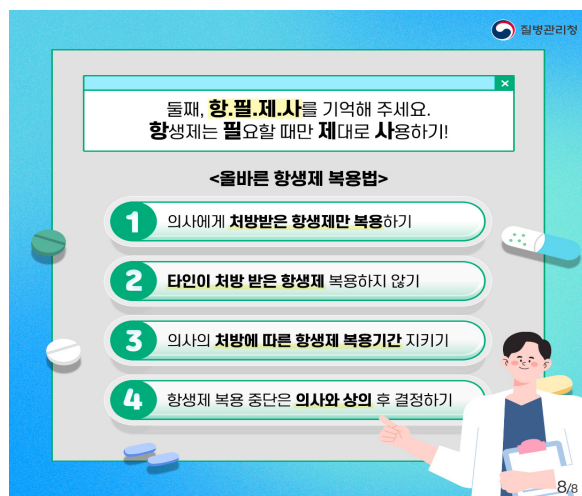 질병관리청
둘째, 항.필.제.사를 기억해 주세요.
항생제는 필요할 때만 제대로 사용하기!
<올바른 항생제 복용법>
1 의사에게 처방받은 항생제만 복용하기
2 타인이 처방 받은 항생제 복용하지 않기
3 의사의 처방에 따른 항생제 복용기간 지키기
4 항생제 복용 중단은 의사와 상의 후 결정하기
8/8